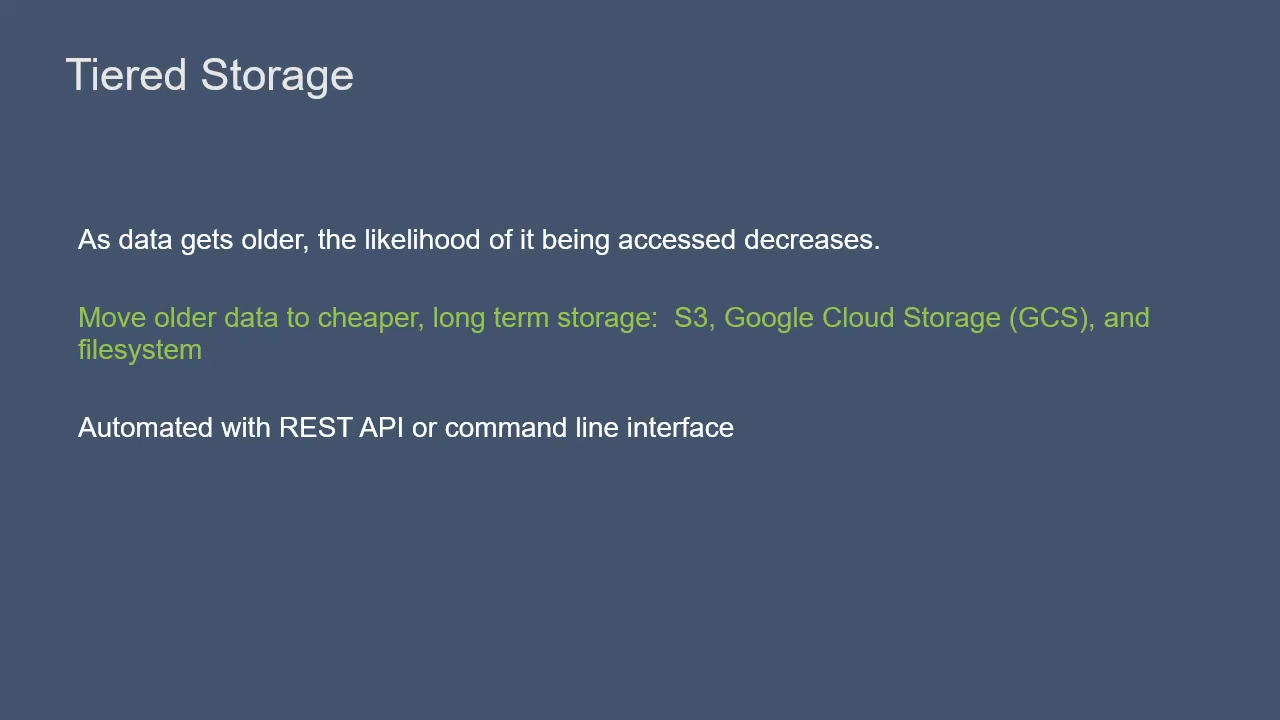 Tiered Storage
As data gets older, the likelihood of it being accessed decreases.
Move older data to cheaper, long term storage:  S3, Google Cloud Storage (GCS), and
filesystem
Automated with REST API or command line interface